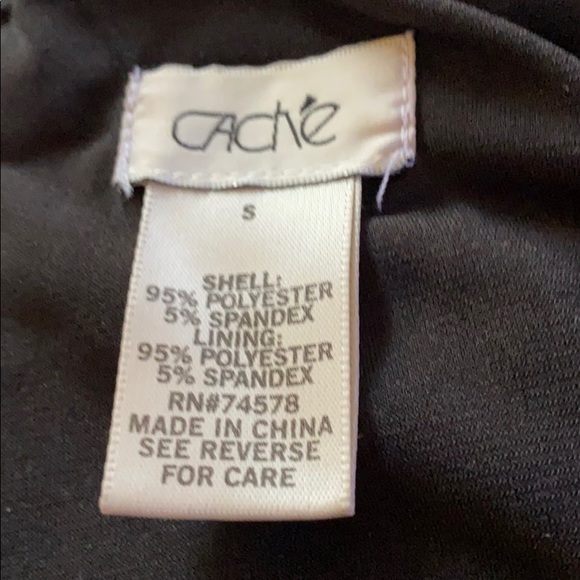 CACHÉ
S
SHELL:
95% POLYESTER
5% SPANDEX
LINING:
95% POLYESTER
5% SPANDEX
RN#74578
MADE IN CHINA
SEE REVERSE
FOR CARE